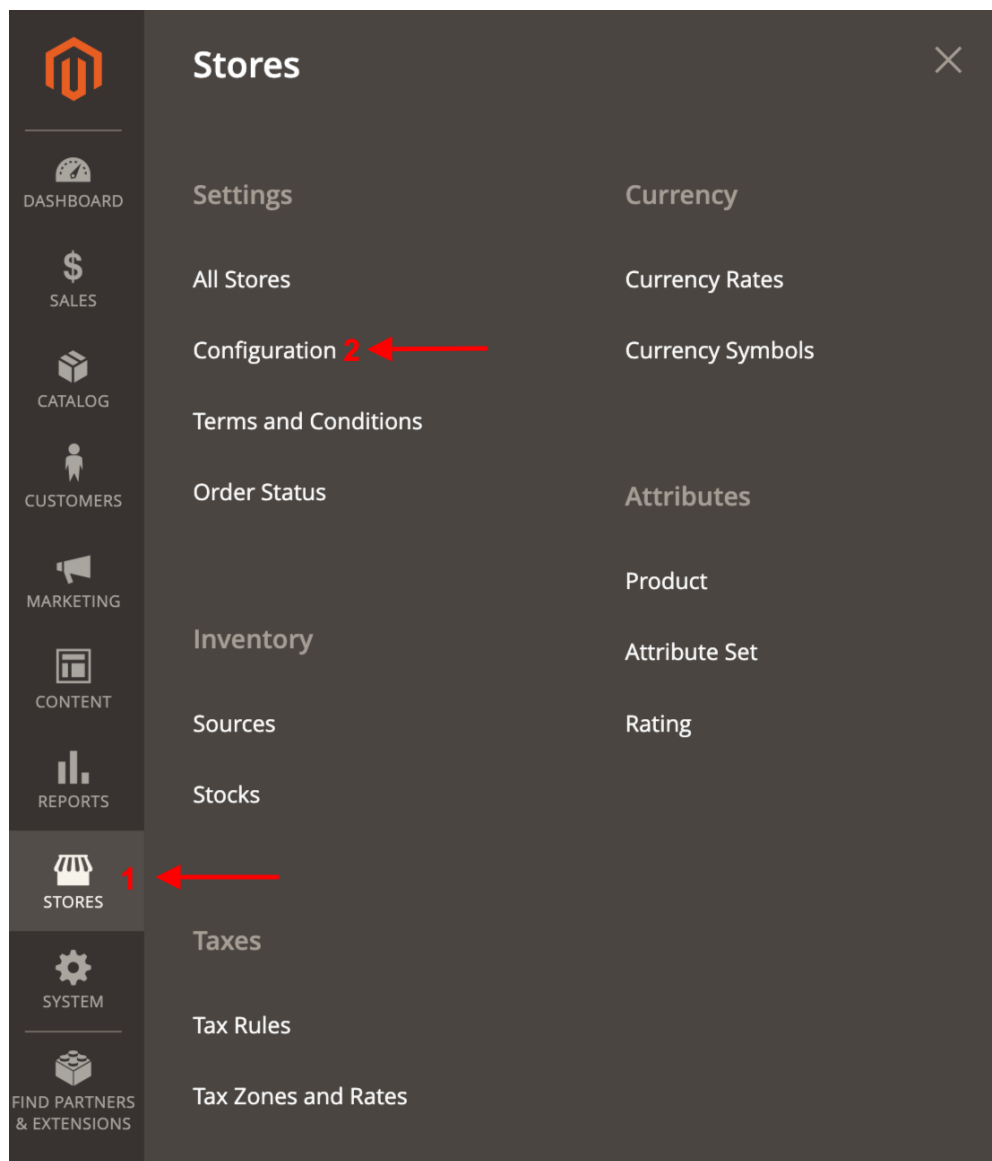 Stores
DASHBOARD
SALES
CATALOG
CUSTOMERS
MARKETING
CONTENT
REPORTS
STORES 1
SYSTEM
FIND PARTNERS
& EXTENSIONS
Settings
All Stores
Configuration 2
Terms and Conditions
Order Status
Inventory
Sources
Stocks
Taxes
Tax Rules
Tax Zones and Rates
Currency
Currency Rates
Currency Symbols
Attributes
Product
Attribute Set
Rating